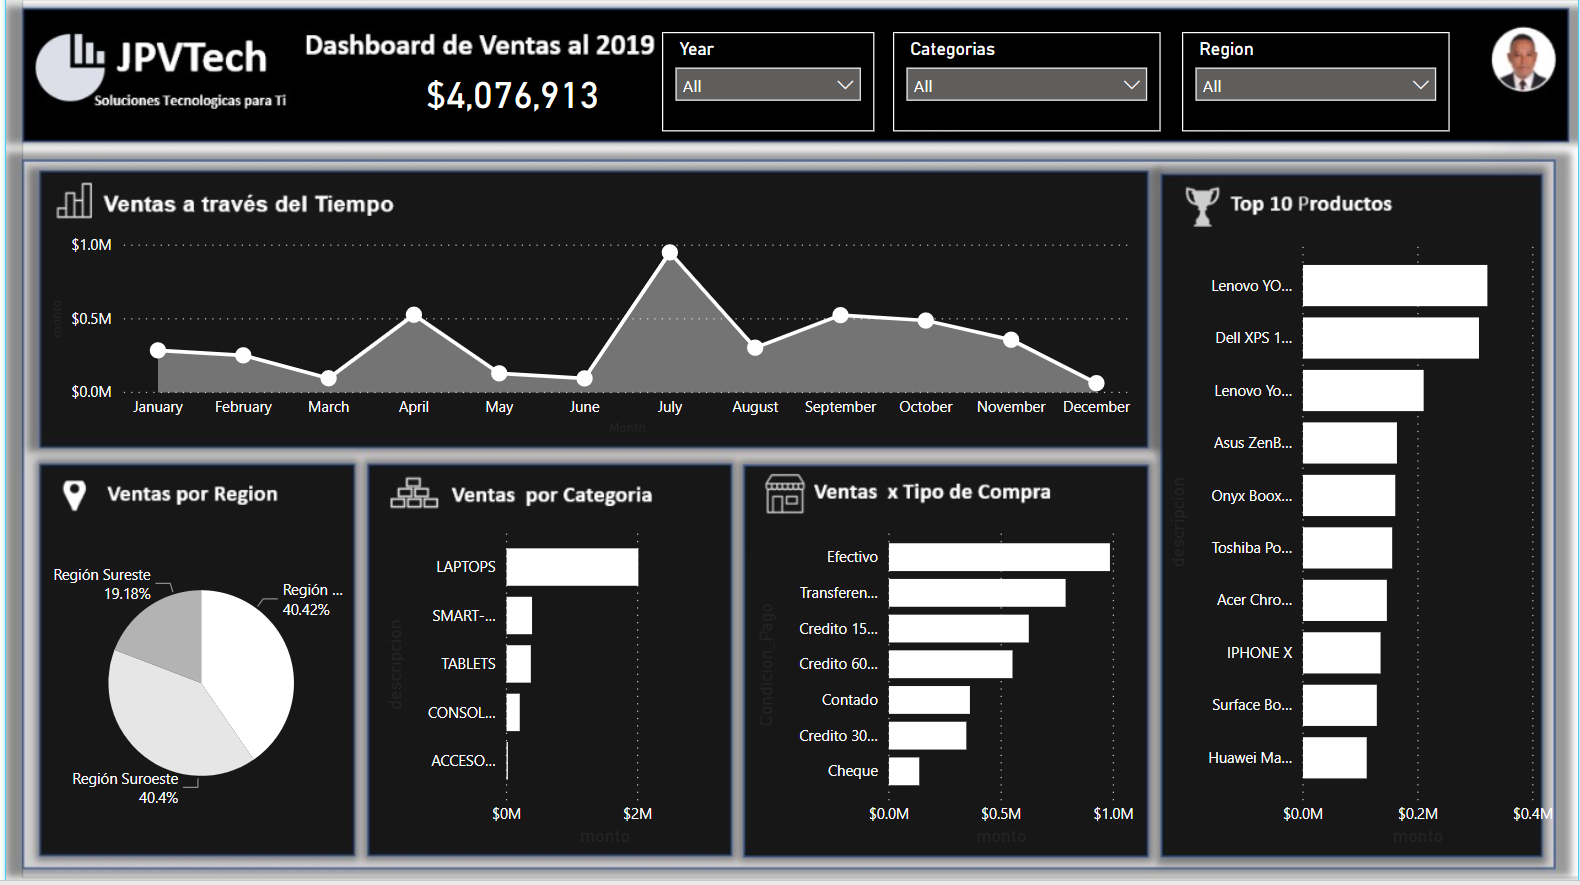 JPVTech
Soluciones Tecnologicas para Ti
Dashboard de Ventas al 2019
$4,076,913
Year
All
Categorias
All
Region
All
Ventas a través del Tiempo
$1.0M
$0.5M
$0.0M
monto
January February March April May June July August September October November December
Month
Top 10 Productos
descripcion
Lenovo YO...
Dell XPS 1...
Lenovo Yo...
Asus ZenB...
Onyx Boox...
Toshiba Po...
Acer Chro...
IPHONE X
Surface Bo...
Huawei Ma...
$0.0M $0.2M $0.4M
monto
Ventas por Region
Región Sureste
19.18%
Región ...
40.42%
Región Suroeste
40.4%
Ventas por Categoria
descripcion
LAPTOPS
SMART-...
TABLETS
CONSOL...
ACCESO...
$0M $2M
monto
Ventas x Tipo de Compra
Condicion_Pago
Efectivo
Transferen...
Credito 15...
Credito 60...
Contado
Credito 30...
Cheque
$0.0M $0.5M $1.0M
monto